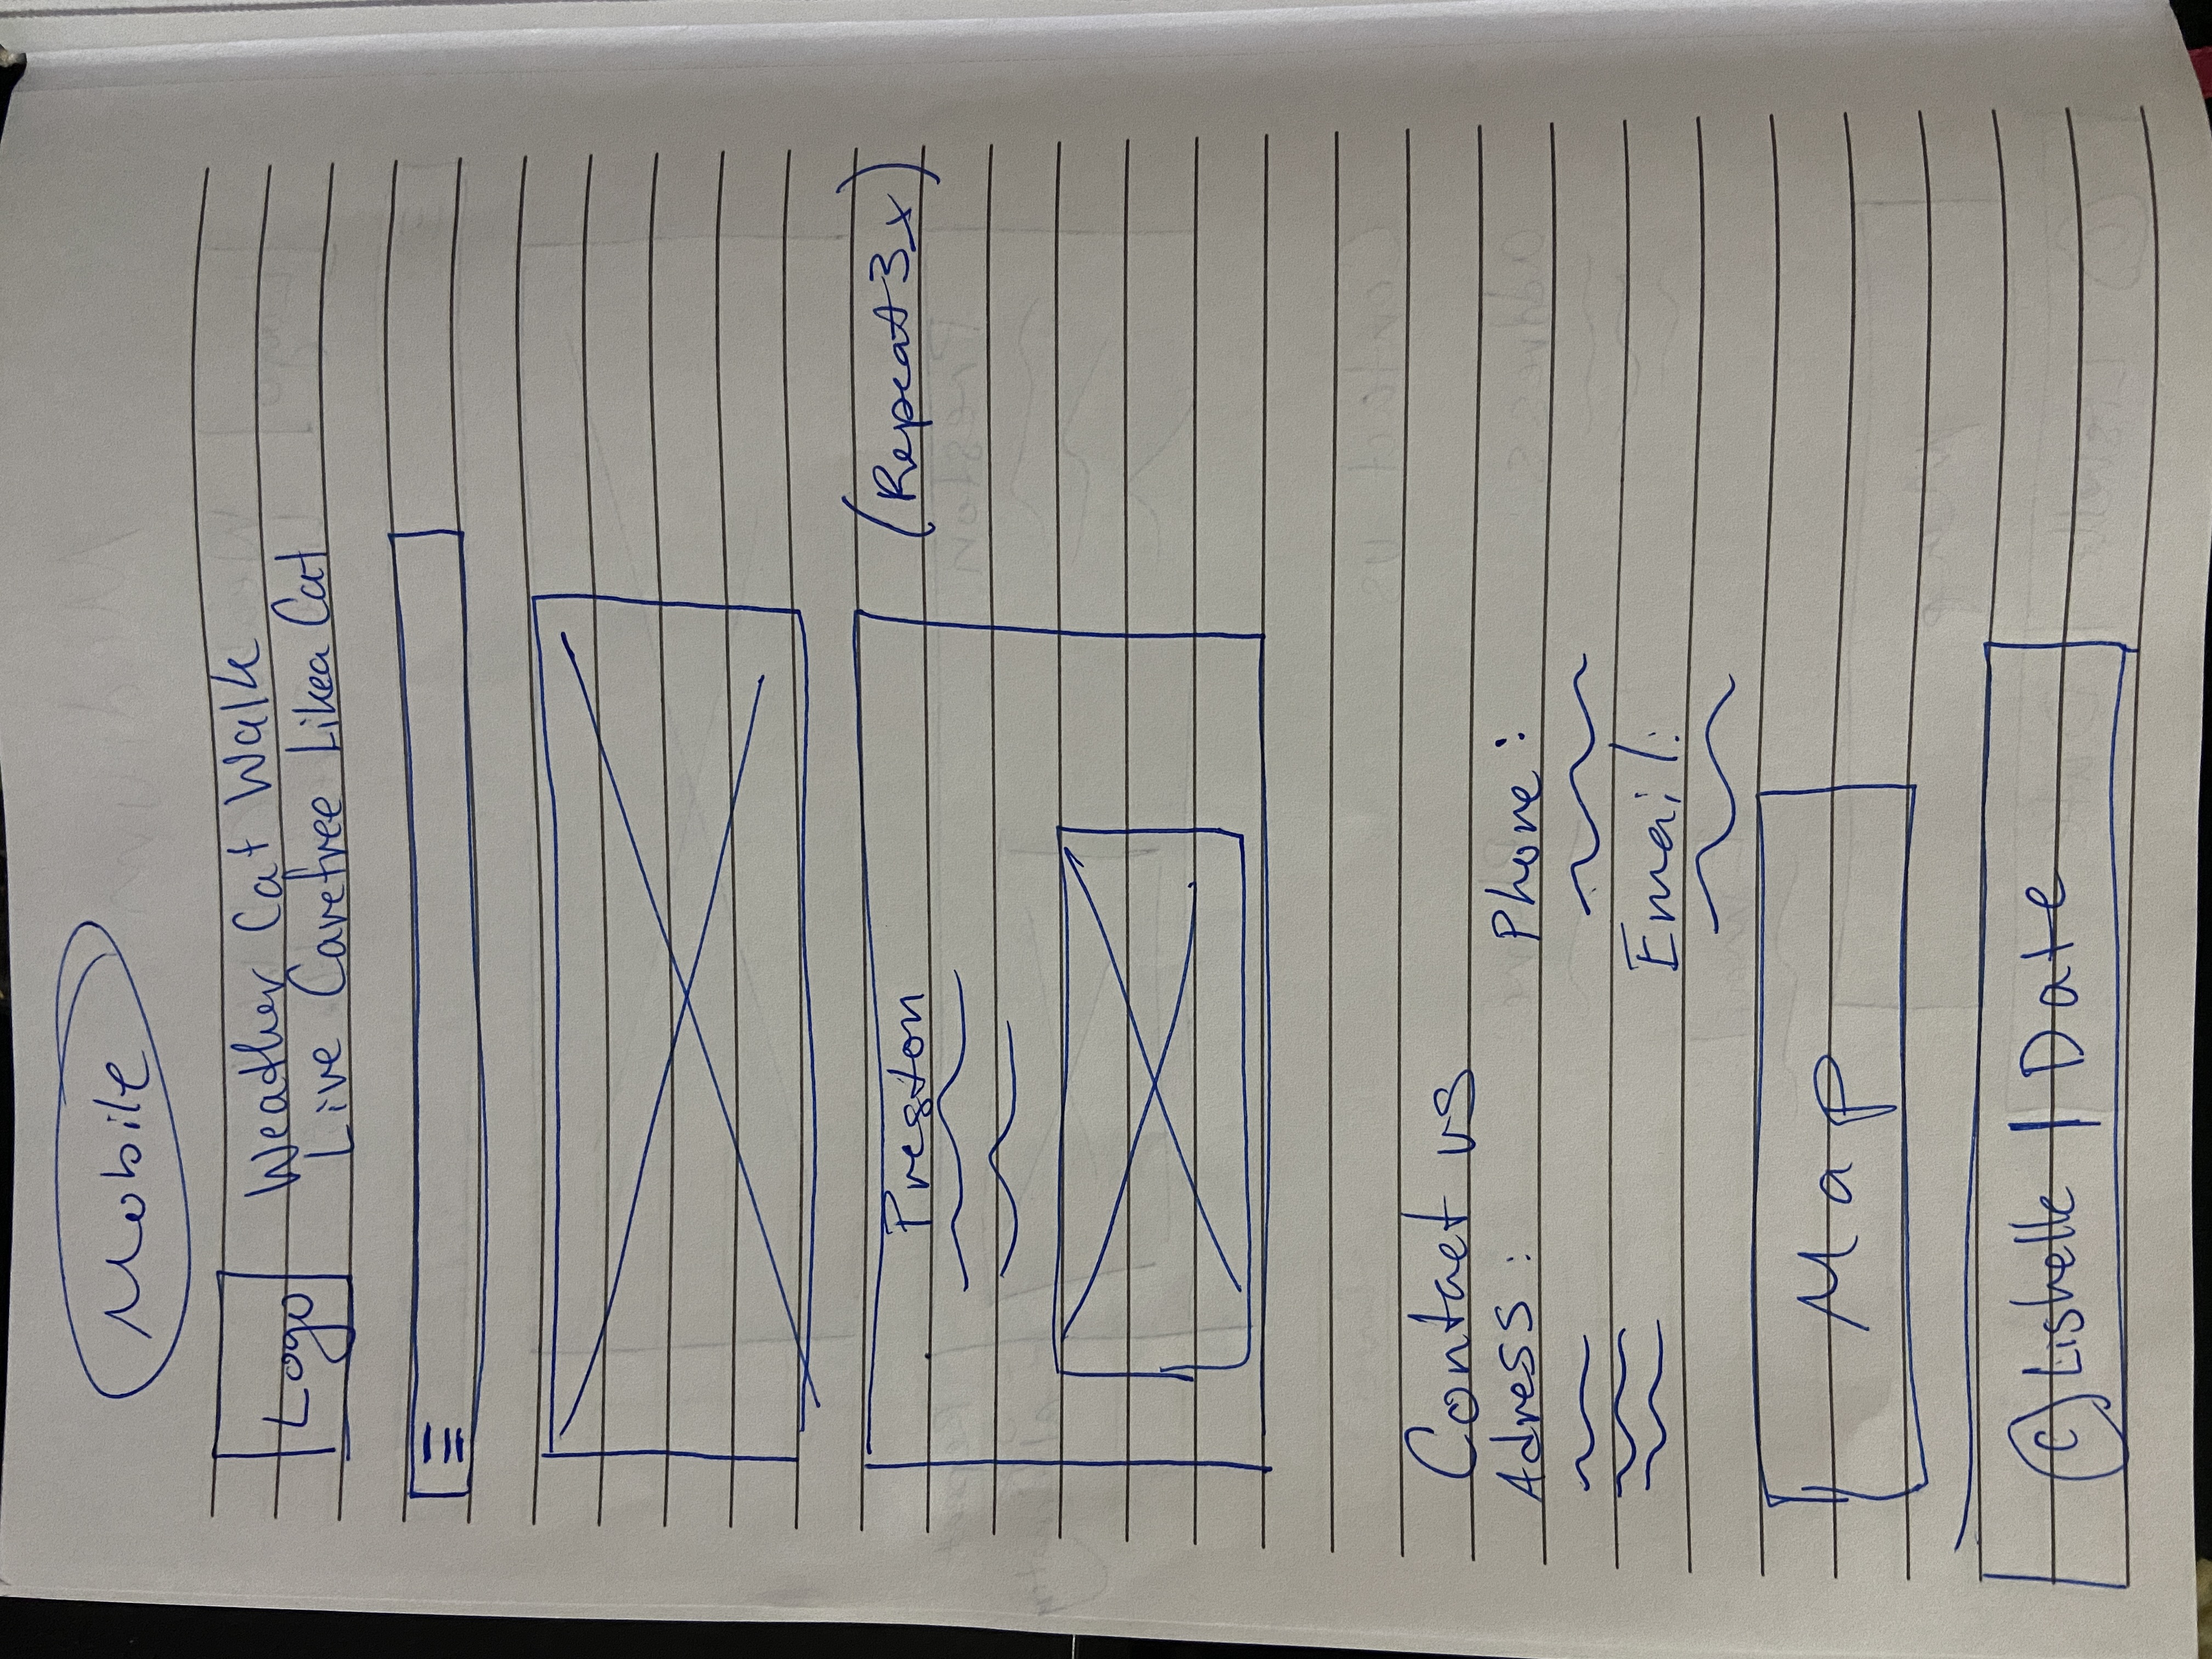 Mobile
Logo
Weather Cat Walk
Live Carefree Like a Cat
Preston
(Repeat 3x)
Contact us
Adress:
Phone:
Email:
Map
© Lishelle | Date